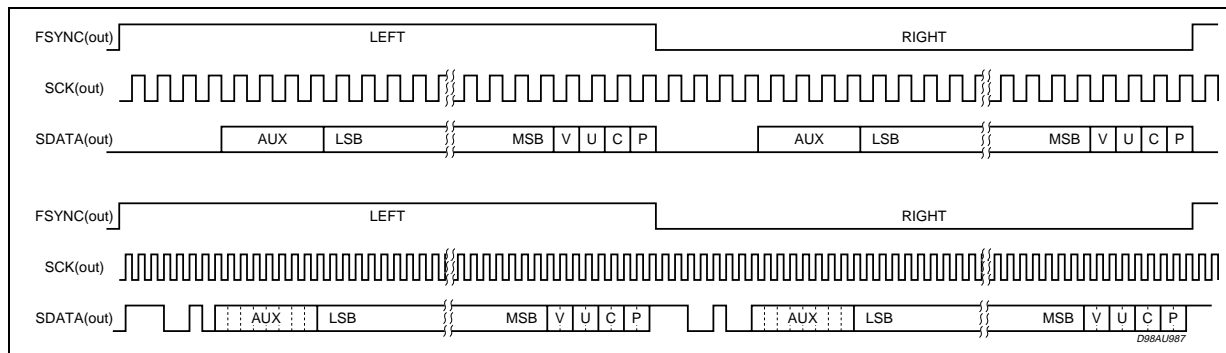 FSYNC(out) LEFT RIGHT
SCK(out)
SDATA(out) AUX LSB MSB V U C P AUX LSB MSB V U C P
FSYNC(out) LEFT RIGHT
SCK(out)
SDATA(out) AUX LSB MSB V U C P AUX LSB MSB V U C P
D98AU987